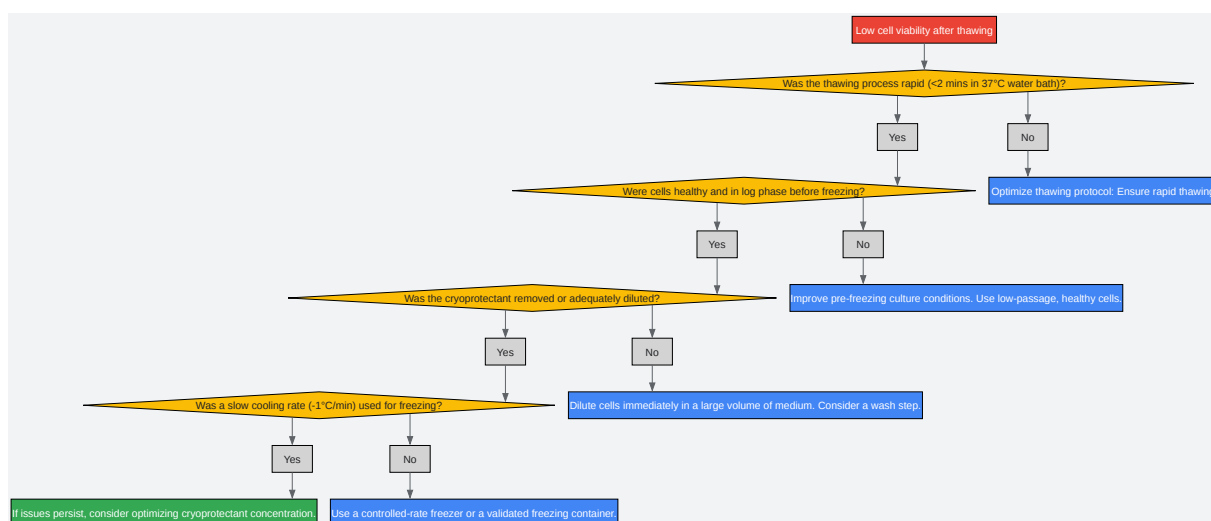 Low cell viability after thawing
Was the thawing process rapid (<2 mins in 37°C water bath)?
Yes
No
Were cells healthy and in log phase before freezing?
Optimize thawing protocol: Ensure rapid thawing
Yes
No
Was the cryoprotectant removed or adequately diluted?
Improve pre-freezing culture conditions. Use low-passage, healthy cells.
Yes
No
Was a slow cooling rate (-1°C/min) used for freezing?
Dilute cells immediately in a large volume of medium. Consider a wash step.
Yes
No
If issues persist, consider optimizing cryoprotectant concentration.
Use a controlled-rate freezer or a validated freezing container.